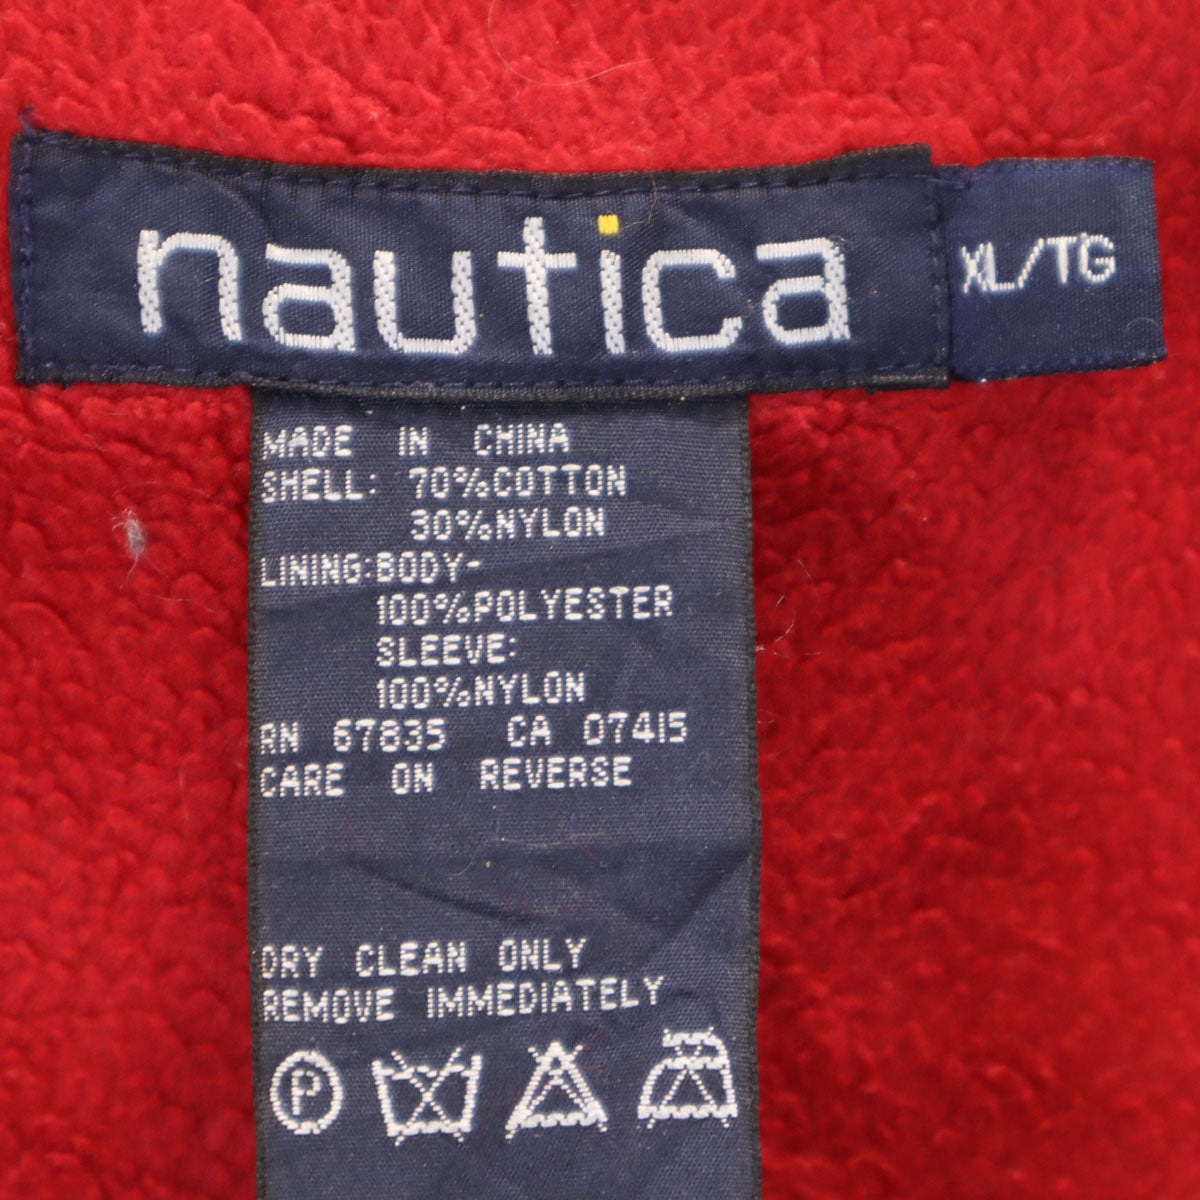 nautica
XL/TG
MADE IN CHINA
SHELL: 70%COTTON
30%NYLON
LINING:BODY-
100%POLYESTER
SLEEVE:
100%NYLON
RN 67835 CA 07415
CARE ON REVERSE
DRY CLEAN ONLY
REMOVE IMMEDIATELY
P